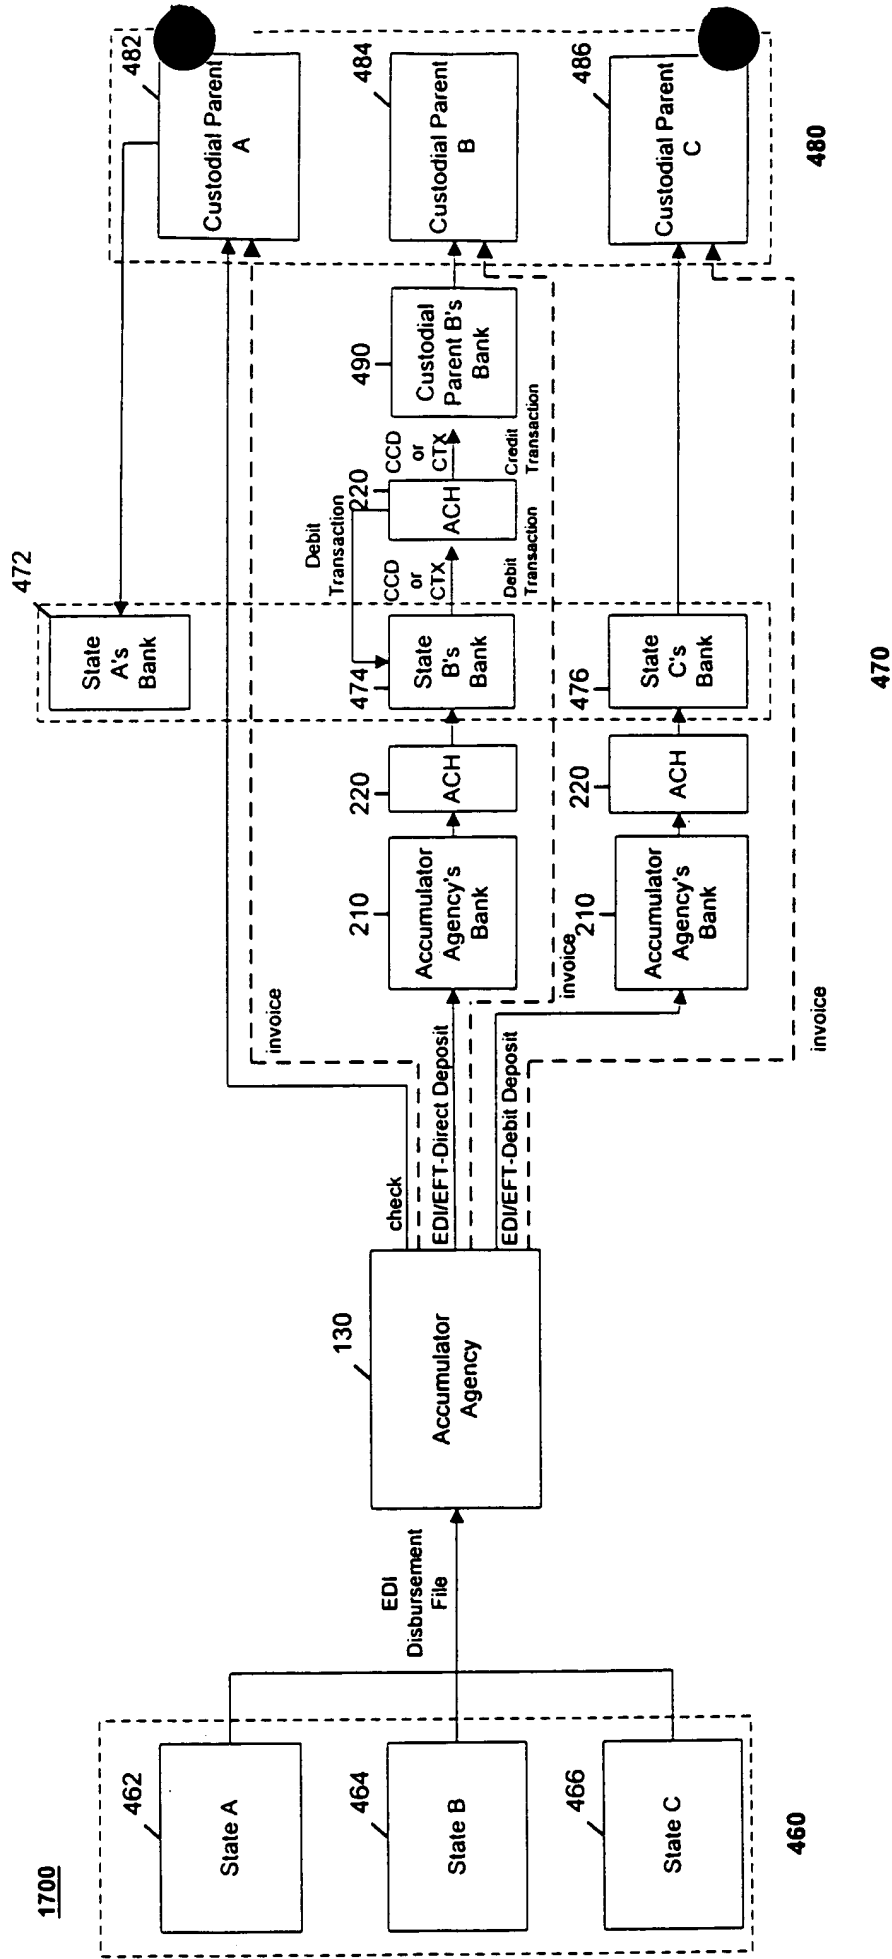 1700
462
State A
464
State B
466
State C
460
EDI
Disbursement
File
130
Accumulator
Agency
check
EDI/EFT-Direct Deposit
EDI/EFT-Debit Deposit
invoice
invoice
invoice
210
Accumulator
Agency's
Bank
210
Accumulator
Agency's
Bank
220
ACH
220
ACH
472
State
A's
Bank
474
State
B's
Bank
476
State
C's
Bank
470
Debit
Transaction
CCD
or
CTX
Debit
Transaction
220
ACH
CCD
or
CTX
Credit
Transaction
490
Custodial
Parent B's
Bank
482
Custodial Parent
A
484
Custodial Parent
B
486
Custodial Parent
C
480